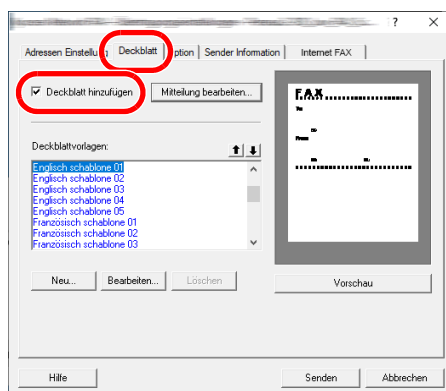 ?
Adressen Einstellu Deckblatt ption Sender Information Internet FAX
Deckblatt hinzufügen Mitteilung bearbeiten...
FAX
To:
From:
Deckblattvorlagen:
Englisch schablone 01
Englisch schablone 02
Englisch schablone 03
Englisch schablone 04
Englisch schablone 05
Französisch schablone 01
Französisch schablone 02
Französisch schablone 03
Neu... Bearbeiten... Löschen Vorschau
Hilfe Senden Abbrechen